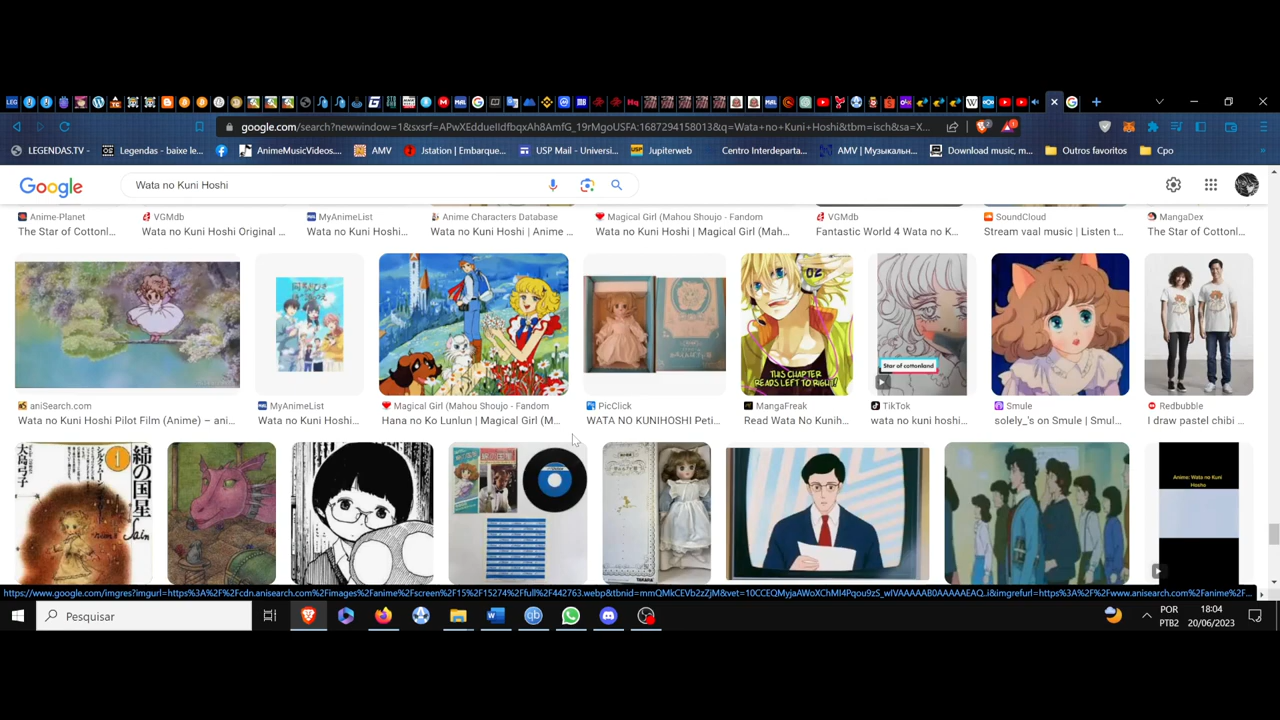 google.com/search?newwindow=1&sxsrf=APwXEddueIIdfbqxAh8AmfG_19rMgoUSFA:1687294158013&q=Wata+no+Kuni+Hoshi&tbm=isch&sa=X...
LEGENDAS.TV
Legendas - baixe le...
AnimeMusicVideos....
AMV
Jstation | Embarque...
USP Mail - Universi...
Jupiterweb
Centro Interdeparta...
AMV | Музыкальн...
Download music, m...
Outros favoritos
Cpo
Google
Wata no Kuni Hoshi
Anime-Planet
VGMdb
MyAnimeList
Anime Characters Database
Magical Girl (Mahou Shoujo - Fandom
VGMdb
SoundCloud
MangaDex
The Star of Cottonl...
Wata no Kuni Hoshi Original ...
Wata no Kuni Hoshi...
Wata no Kuni Hoshi | Anime ...
Wata no Kuni Hoshi | Magical Girl (Mah...
Fantastic World 4 Wata no K...
Stream vaal music | Listen t...
The Star of Cottonl...
02
THIS CHAPTER
READS LEFT TO RIGHT!
Star of cottonland
aniSearch.com
MyAnimeList
Magical Girl (Mahou Shoujo - Fandom
PicClick
MangaFreak
TikTok
Smule
Redbubble
Wata no Kuni Hoshi Pilot Film (Anime) – ani...
Wata no Kuni Hoshi...
Hana no Ko Lunlun | Magical Girl (M...
WATA NO KUNIHOSHI Peti...
Read Wata No Kunih...
wata no kuni hoshi...
solely_'s on Smule | Smul...
I draw pastel chibi ...
綿の国星
1
大島弓子
Anime: Wata no Kuni
Hoshi
https://www.google.com/imgres?imgurl=https%3A%2F%2Fcdn.anisearch.com%2Fimages%2Fanime%2Fscreen%2F15%2F15274%2Ffull%2F442763.webp&tbnid=mmQMkCEVb2zZjM&vet=10CCEQMyjaAWoXChMI4Pqou9zS_wIVAAAAAB0AAAAAEAQ..i&imgrefurl=https%3A%2F%2Fwww.anisearch.com%2Fanime%2F...
Pesquisar
POR
PTB2
18:04
20/06/2023